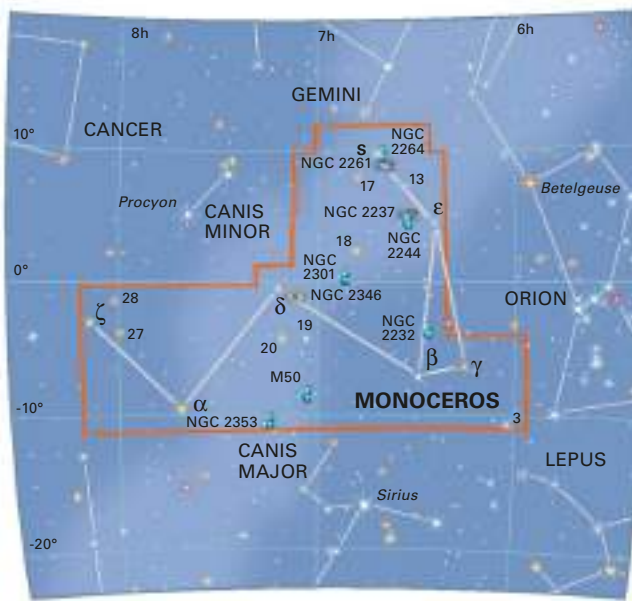 8h
7h
6h
GEMINI
10°
CANCER
S
NGC
2264
NGC 2261
17
13
Procyon
CANIS
MINOR
NGC 2237
ε
Betelgeuse
NGC
2244
18
0°
NGC
2301
ORION
ζ
28
δ
NGC 2346
27
19
20
NGC
2232
β
γ
M50
α
MONOCEROS
-10°
NGC 2353
3
CANIS
MAJOR
LEPUS
Sirius
-20°